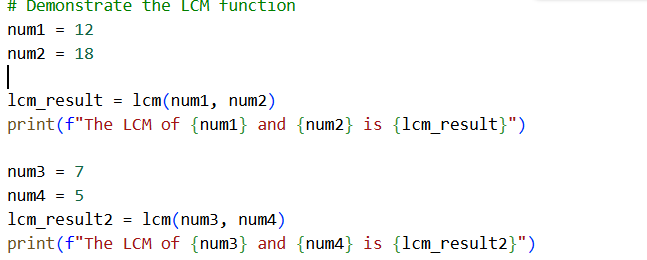 # Demonstrate the LCM function
num1 = 12
num2 = 18
lcm_result = lcm(num1, num2)
print(f"The LCM of {num1} and {num2} is {lcm_result}")
num3 = 7
num4 = 5
lcm_result2 = lcm(num3, num4)
print(f"The LCM of {num3} and {num4} is {lcm_result2}")